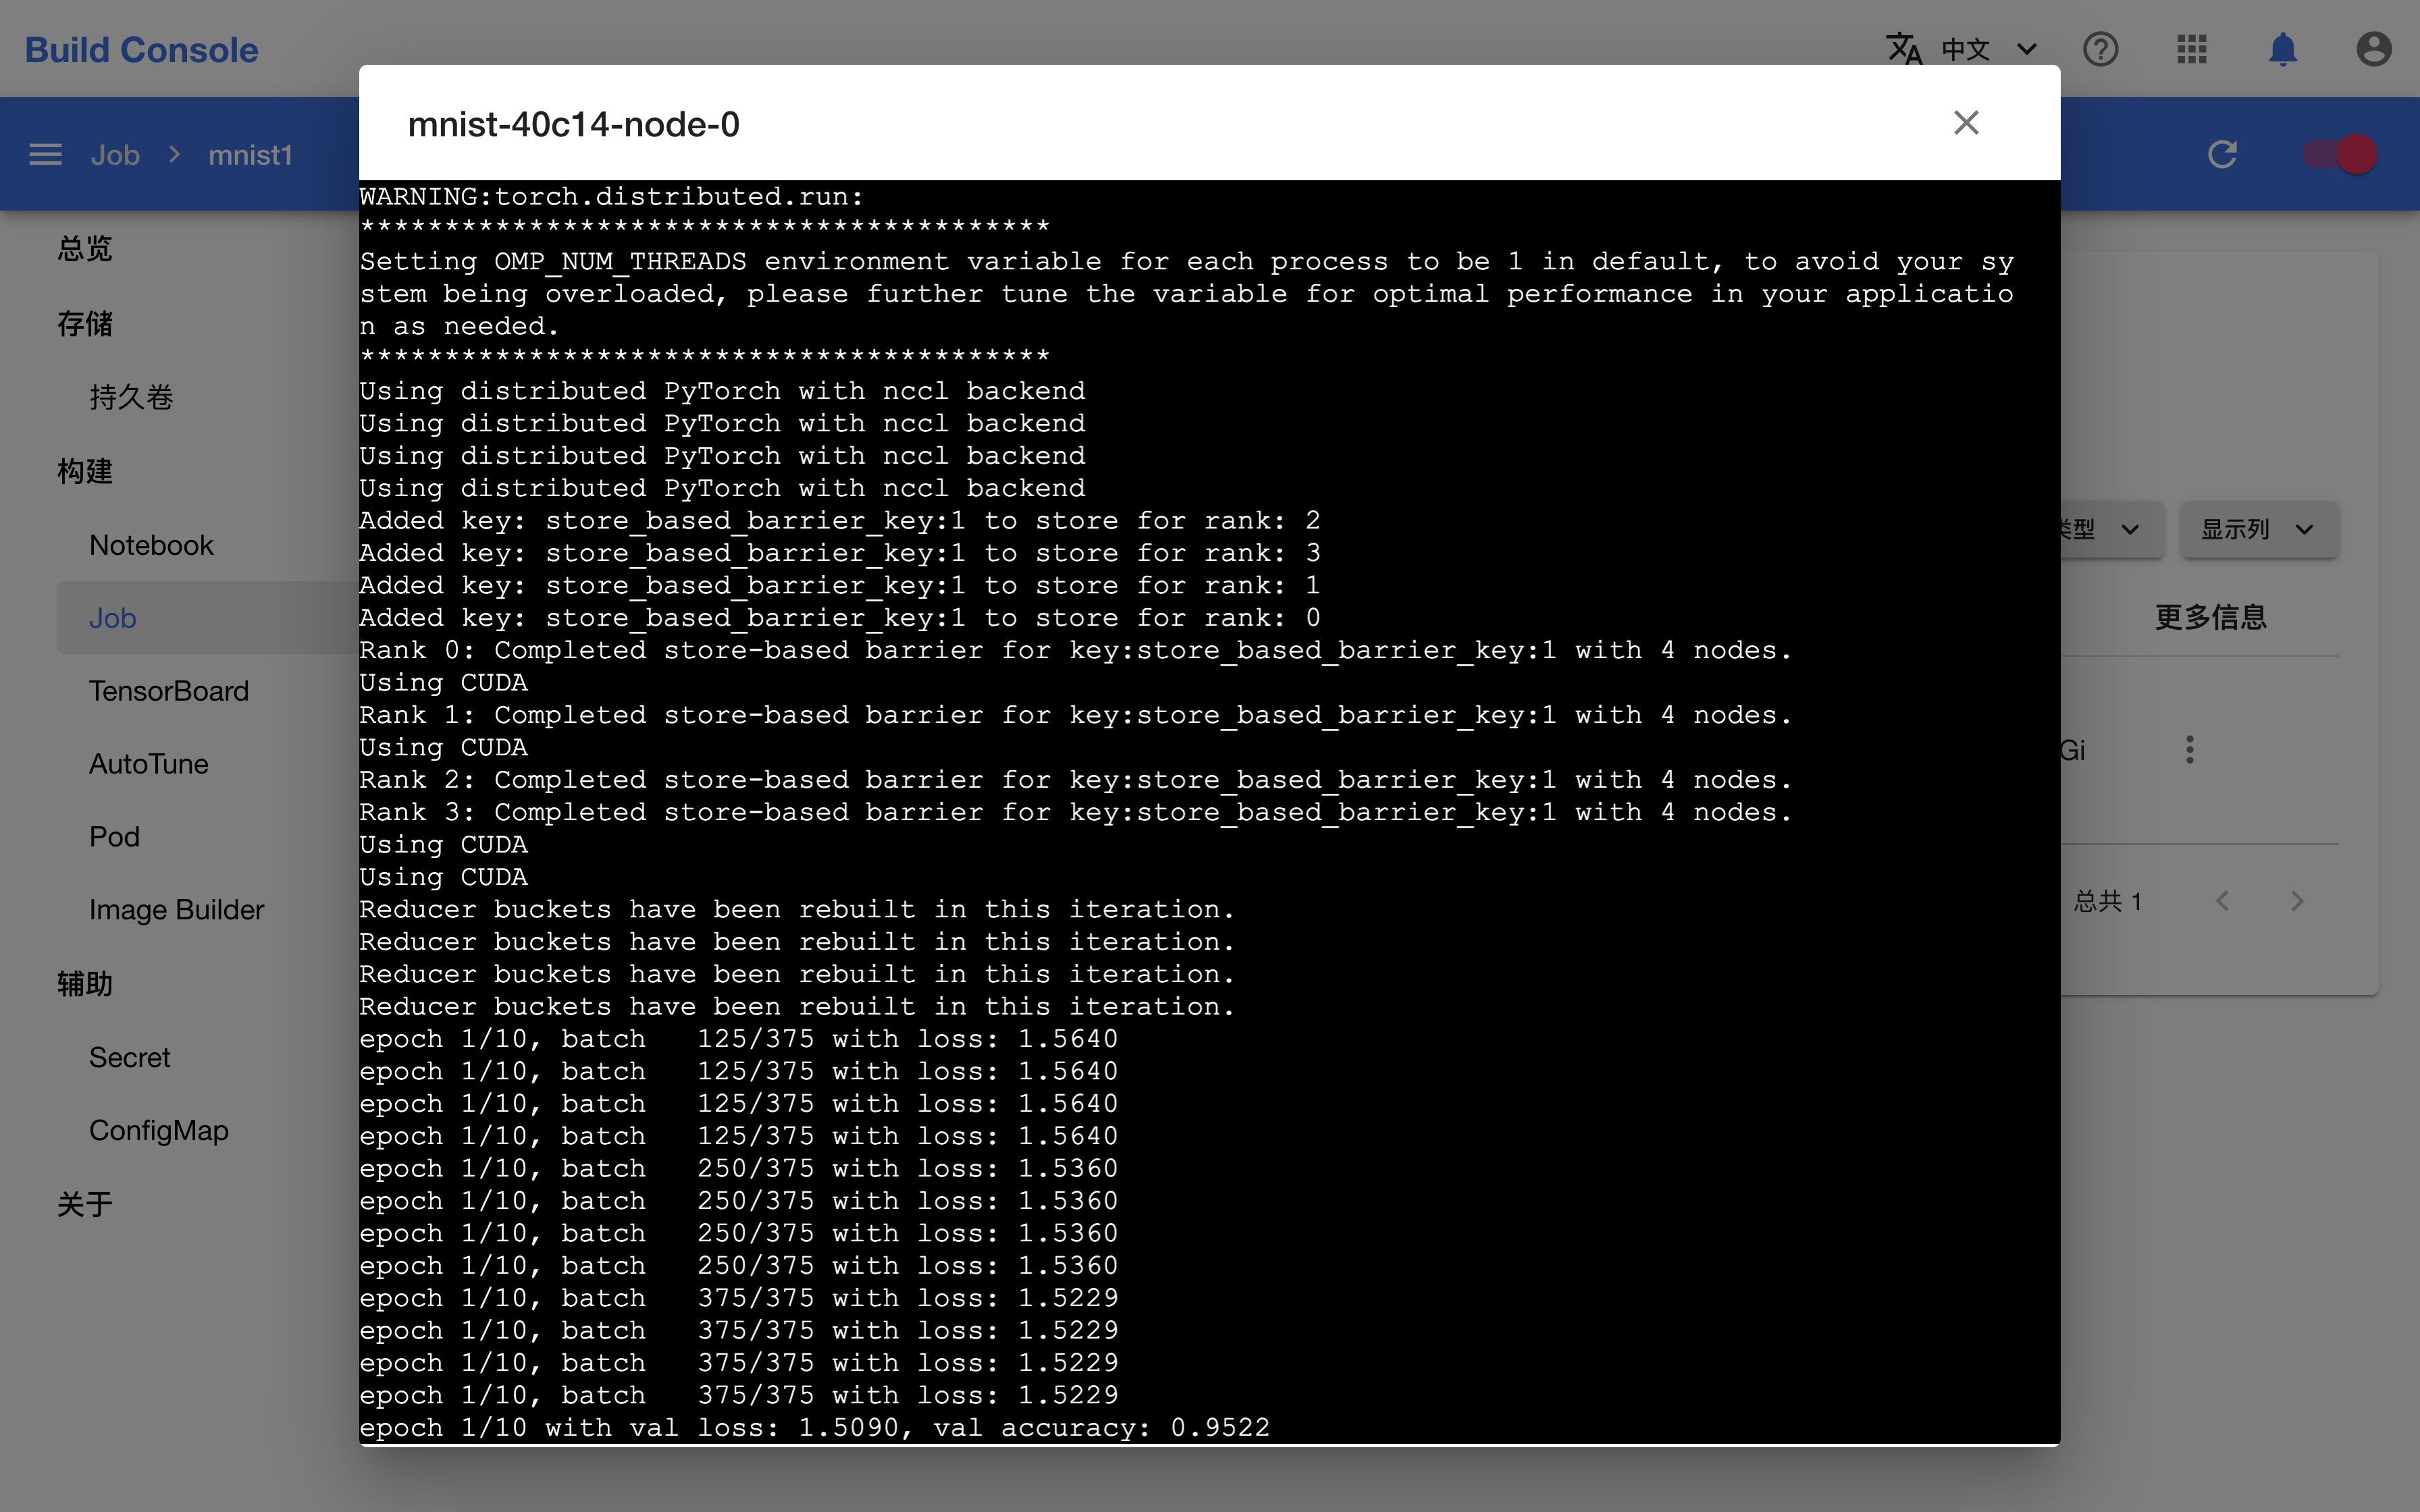 Build Console
中文
Job > mnist1
mnist-40c14-node-0
总览
存储
持久卷
构建
Notebook
Job
TensorBoard
AutoTune
Pod
Image Builder
辅助
Secret
ConfigMap
关于
WARNING:torch.distributed.run:
*****************************************
Setting OMP_NUM_THREADS environment variable for each process to be 1 in default, to avoid your sy
stem being overloaded, please further tune the variable for optimal performance in your applicatio
n as needed.
*****************************************
Using distributed PyTorch with nccl backend
Using distributed PyTorch with nccl backend
Using distributed PyTorch with nccl backend
Using distributed PyTorch with nccl backend
Added key: store_based_barrier_key:1 to store for rank: 2
Added key: store_based_barrier_key:1 to store for rank: 3
Added key: store_based_barrier_key:1 to store for rank: 1
Added key: store_based_barrier_key:1 to store for rank: 0
Rank 0: Completed store-based barrier for key:store_based_barrier_key:1 with 4 nodes.
Using CUDA
Rank 1: Completed store-based barrier for key:store_based_barrier_key:1 with 4 nodes.
Using CUDA
Rank 2: Completed store-based barrier for key:store_based_barrier_key:1 with 4 nodes.
Rank 3: Completed store-based barrier for key:store_based_barrier_key:1 with 4 nodes.
Using CUDA
Using CUDA
Reducer buckets have been rebuilt in this iteration.
Reducer buckets have been rebuilt in this iteration.
Reducer buckets have been rebuilt in this iteration.
Reducer buckets have been rebuilt in this iteration.
epoch 1/10, batch   125/375 with loss: 1.5640
epoch 1/10, batch   125/375 with loss: 1.5640
epoch 1/10, batch   125/375 with loss: 1.5640
epoch 1/10, batch   125/375 with loss: 1.5640
epoch 1/10, batch   250/375 with loss: 1.5360
epoch 1/10, batch   250/375 with loss: 1.5360
epoch 1/10, batch   250/375 with loss: 1.5360
epoch 1/10, batch   250/375 with loss: 1.5360
epoch 1/10, batch   375/375 with loss: 1.5229
epoch 1/10, batch   375/375 with loss: 1.5229
epoch 1/10, batch   375/375 with loss: 1.5229
epoch 1/10, batch   375/375 with loss: 1.5229
epoch 1/10 with val loss: 1.5090, val accuracy: 0.9522
类型
显示列
更多信息
Gi
总共 1